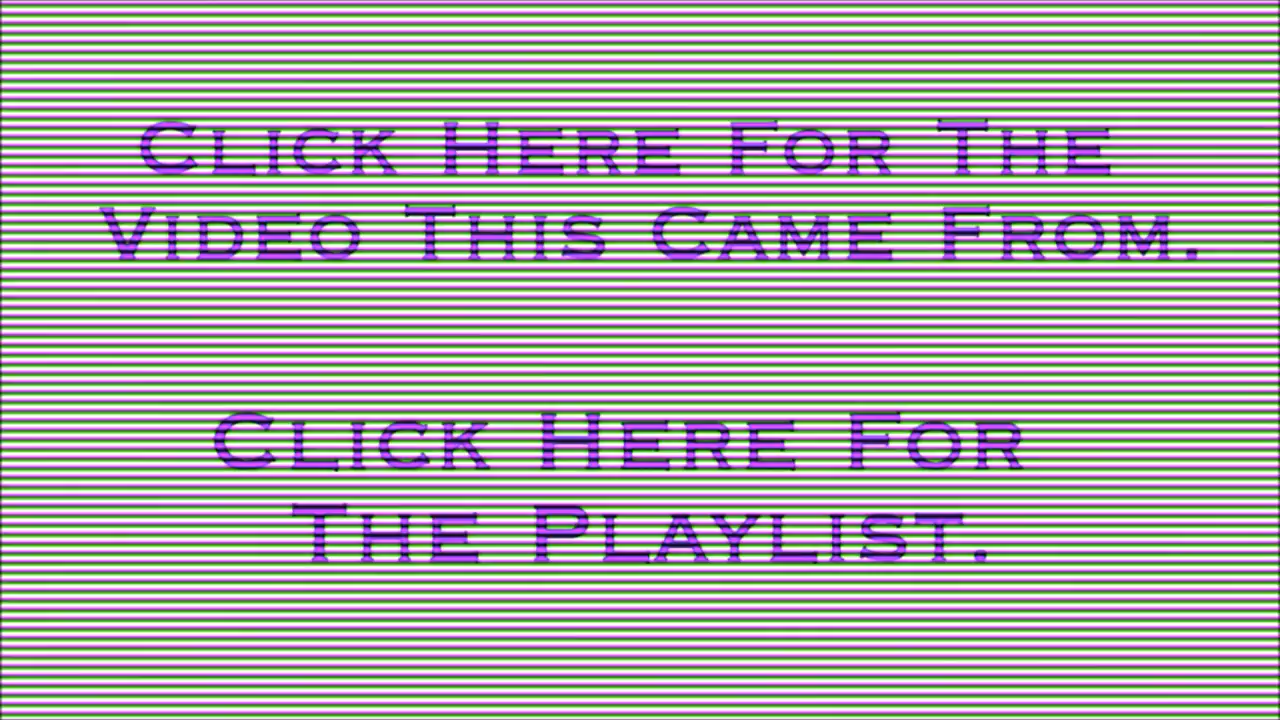 Click Here For The
Video This Came From.
Click Here For
The Playlist.